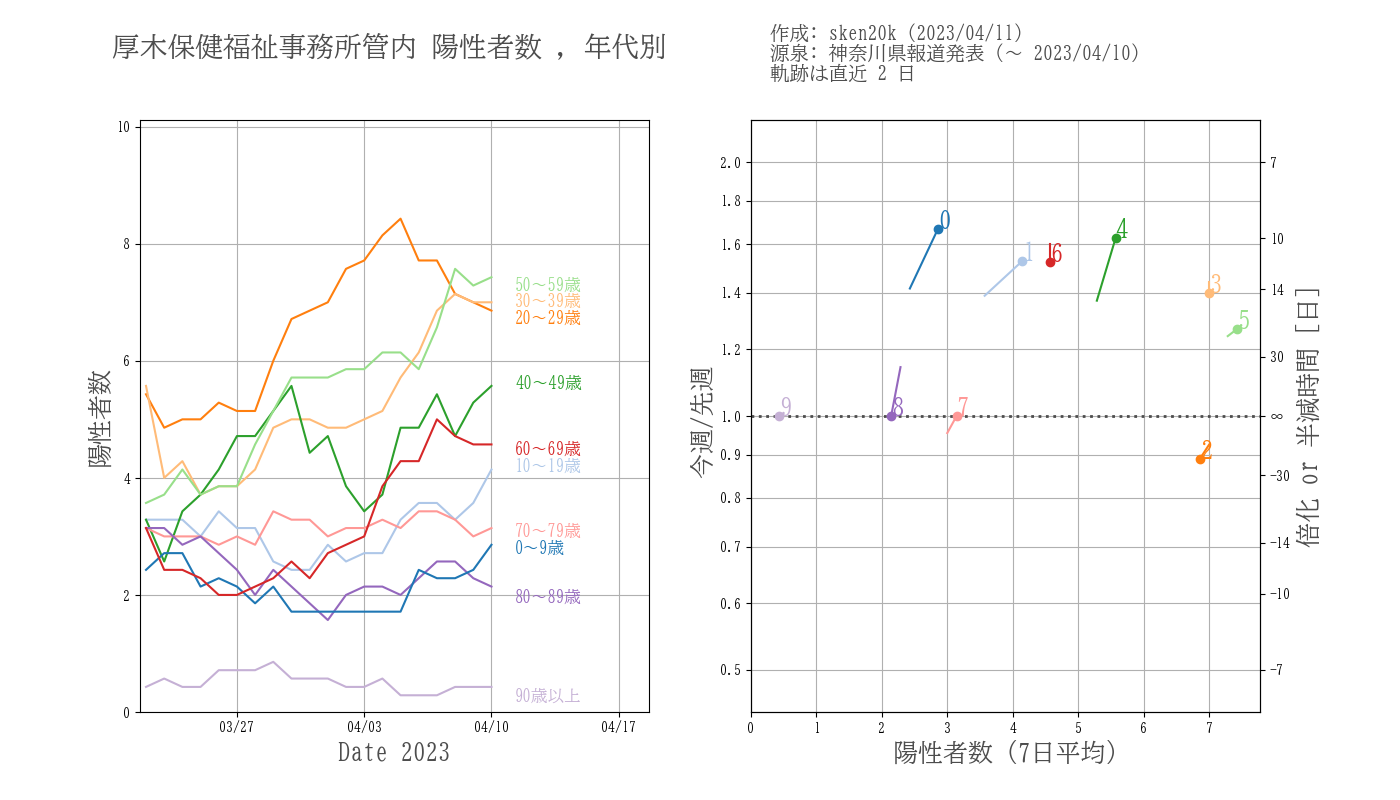 厚木保健福祉事務所管内 陽性者数 , 年代別
作成: sken20k (2023/04/11)
源泉: 神奈川県報道発表 (〜 2023/04/10)
軌跡は直近 2 日
陽性者数
10
8
6
4
2
0
50〜59歳
30〜39歳
20〜29歳
40〜49歳
60〜69歳
10〜19歳
70〜79歳
0〜9歳
80〜89歳
90歳以上
03/27
04/03
04/10
04/17
Date 2023
今週/先週
2.0
1.8
1.6
1.4
1.2
1.0
0.9
0.8
0.7
0.6
0.5
0
1
6
4
3
5
9
8
7
2
7
10
14
30
∞
−30
−14
−10
−7
倍化 or 半減時間 [日]
0
1
2
3
4
5
6
7
陽性者数 (7日平均)